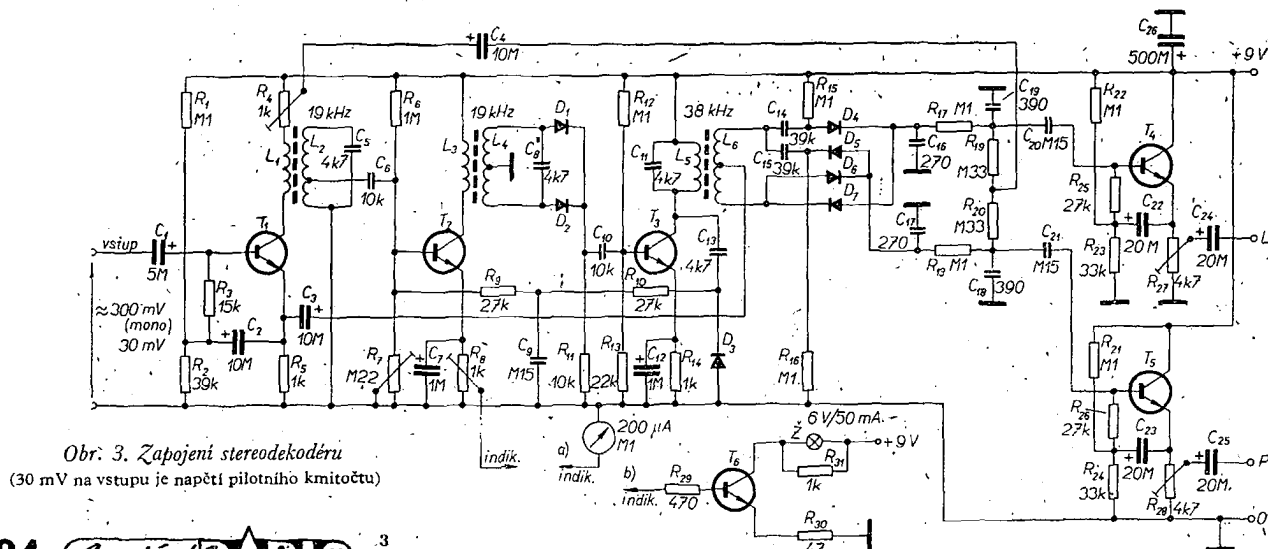 C4
10M
C26
500M
+9V
R1
M1
R4
1k
19 kHz
L1
L2
C5
4k7
C6
10k
R6
1M
19 kHz
L3
L4
C8
4k7
D1
D2
R12
M1
38 kHz
C11
4k7
L5
L6
R15
M1
C14
39k
C15
39k
D4
D5
D6
D7
C16
270
C17
270
R17 M1
C19
390
R19
M33
R20
M33
C20 M15
C21
M15
R13 M1
C18
390
R22
M1
T4
R25
27k
C22
20M
R23
33k
R27
4k7
C24
20M
L
vstup
C1
5M
≈300 mV
(mono)
30 mV
T1
R3
15k
C2
10M
R2
39k
C3
10M
R5
1k
T2
R7
M22
C7
1M
R8
1k
R9
27k
C9
M15
C10
10k
R10
27k
R11
10k
R13
22k
C12
1M
R14
1k
T3
C13
4k7
D3
R16
M1
R21
M1
T5
R26
27k
C23
20M
R24
33k
R28 4k7
C25
20M
P
O
indik.
a)
indik.
200 µA
M1
b)
indik.
R29
470
T6
6 V/50 mA
Ž
+9V
R31
1k
R30
Obr. 3. Zapojení stereodekodéru
(30 mV na vstupu je napětí pilotního kmitočtu)
3